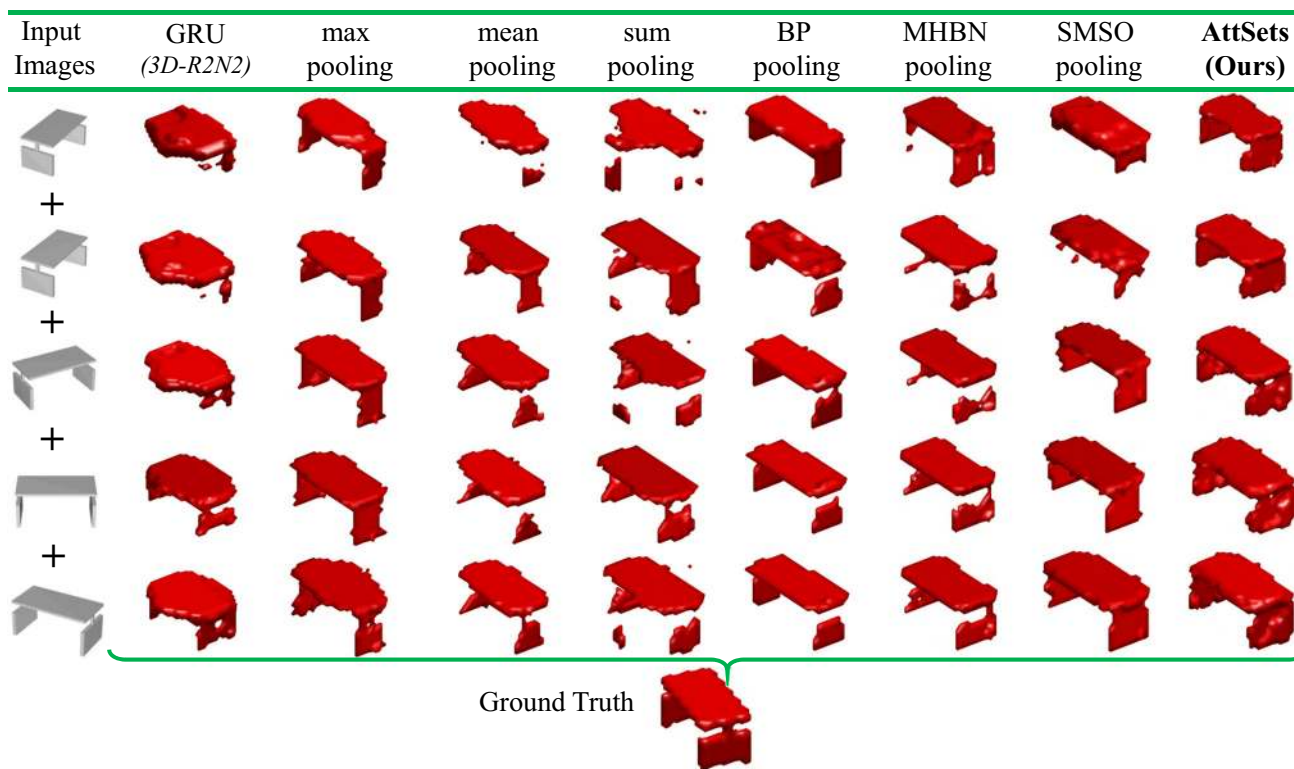 Input Images
GRU (3D-R2N2)
max pooling
mean pooling
sum pooling
BP pooling
MHBN pooling
SMSO pooling
AttSets (Ours)
+
+
+
+
Ground Truth